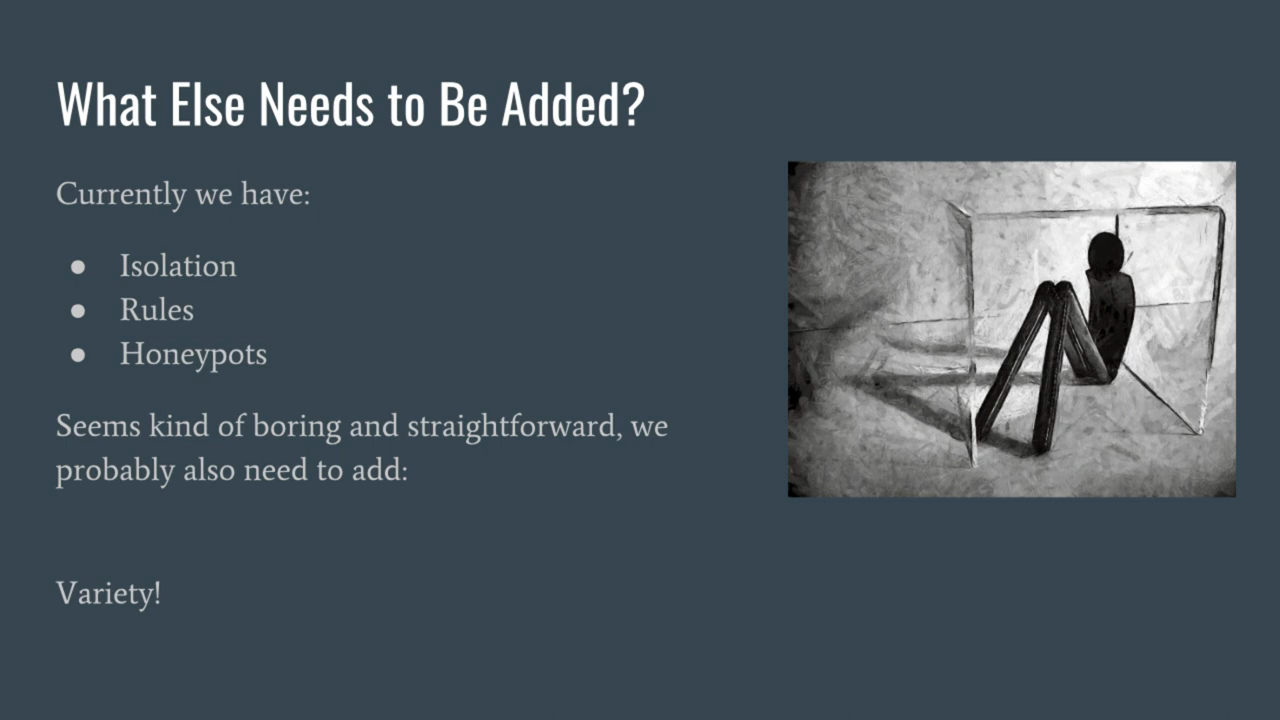 What Else Needs to Be Added?
Currently we have:
● Isolation
● Rules
● Honeypots
Seems kind of boring and straightforward, we
probably also need to add:
Variety!